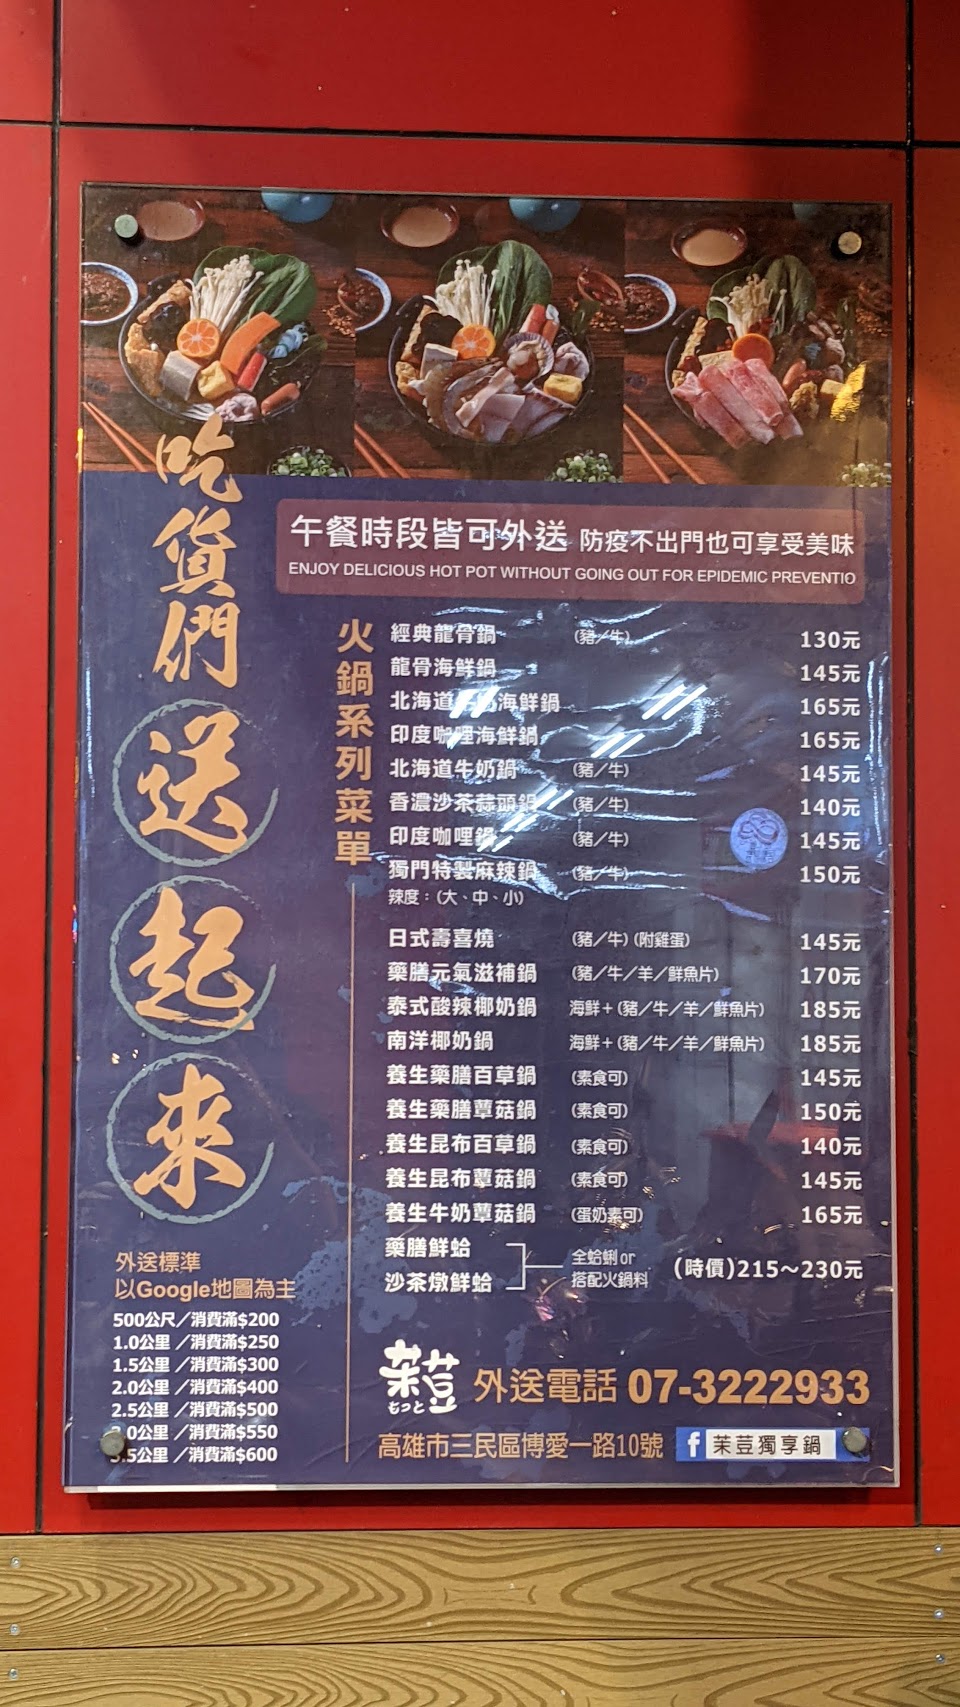 吃貨們
送
起
來
午餐時段皆可外送 防疫不出門也可享受美味
ENJOY DELICIOUS HOT POT WITHOUT GOING OUT FOR EPIDEMIC PREVENTIO
火鍋系列菜單
經典龍骨鍋 (豬/牛) 130元
龍骨海鮮鍋 145元
北海道 海鮮鍋 165元
印度咖哩海鮮鍋 165元
北海道牛奶鍋 (豬/牛) 145元
香濃沙茶蒜頭鍋 (豬/牛) 140元
印度咖哩鍋 (豬/牛) 145元
獨門特製麻辣鍋 (豬/牛) 150元
辣度:(大、中、小)
日式壽喜燒 (豬/牛)(附雞蛋) 145元
藥膳元氣滋補鍋 (豬/牛/羊/鮮魚片) 170元
泰式酸辣椰奶鍋 海鮮+(豬/牛/羊/鮮魚片) 185元
南洋椰奶鍋 海鮮+(豬/牛/羊/鮮魚片) 185元
養生藥膳百草鍋 (素食可) 145元
養生藥膳蕈菇鍋 (素食可) 150元
養生昆布百草鍋 (素食可) 140元
養生昆布蕈菇鍋 (素食可) 145元
養生牛奶蕈菇鍋 (蛋奶素可) 165元
藥膳鮮蛤
沙茶燉鮮蛤
全蛤蜊 or
搭配火鍋料
(時價)215~230元
外送標準
以Google地圖為主
500公尺/消費滿$200
1.0公里/消費滿$250
1.5公里/消費滿$300
2.0公里/消費滿$400
2.5公里/消費滿$500
.0公里/消費滿$550
.5公里/消費滿$600
茉荳
もっと
外送電話 07-3222933
高雄市三民區博愛一路10號
f 茉荳獨享鍋